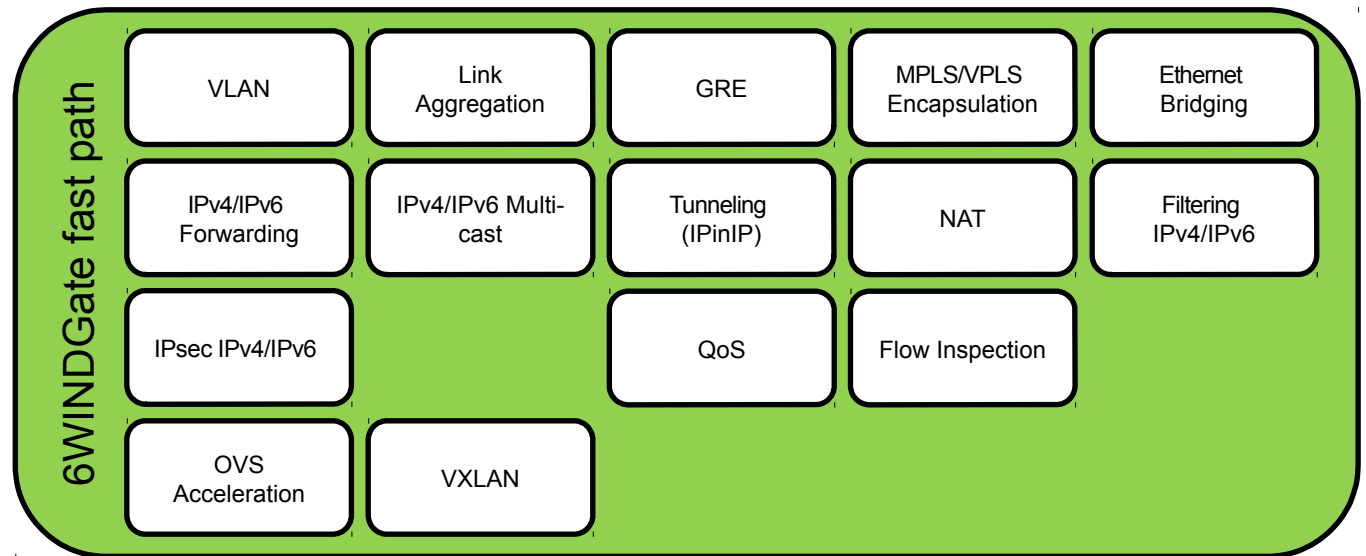 6WINDGate fast path
VLAN
Link
Aggregation
GRE
MPLS/VPLS
Encapsulation
Ethernet
Bridging
IPv4/IPv6
Forwarding
IPv4/IPv6 Multi-
cast
Tunneling
(IPinIP)
NAT
Filtering
IPv4/IPv6
IPsec IPv4/IPv6
QoS
Flow Inspection
OVS
Acceleration
VXLAN